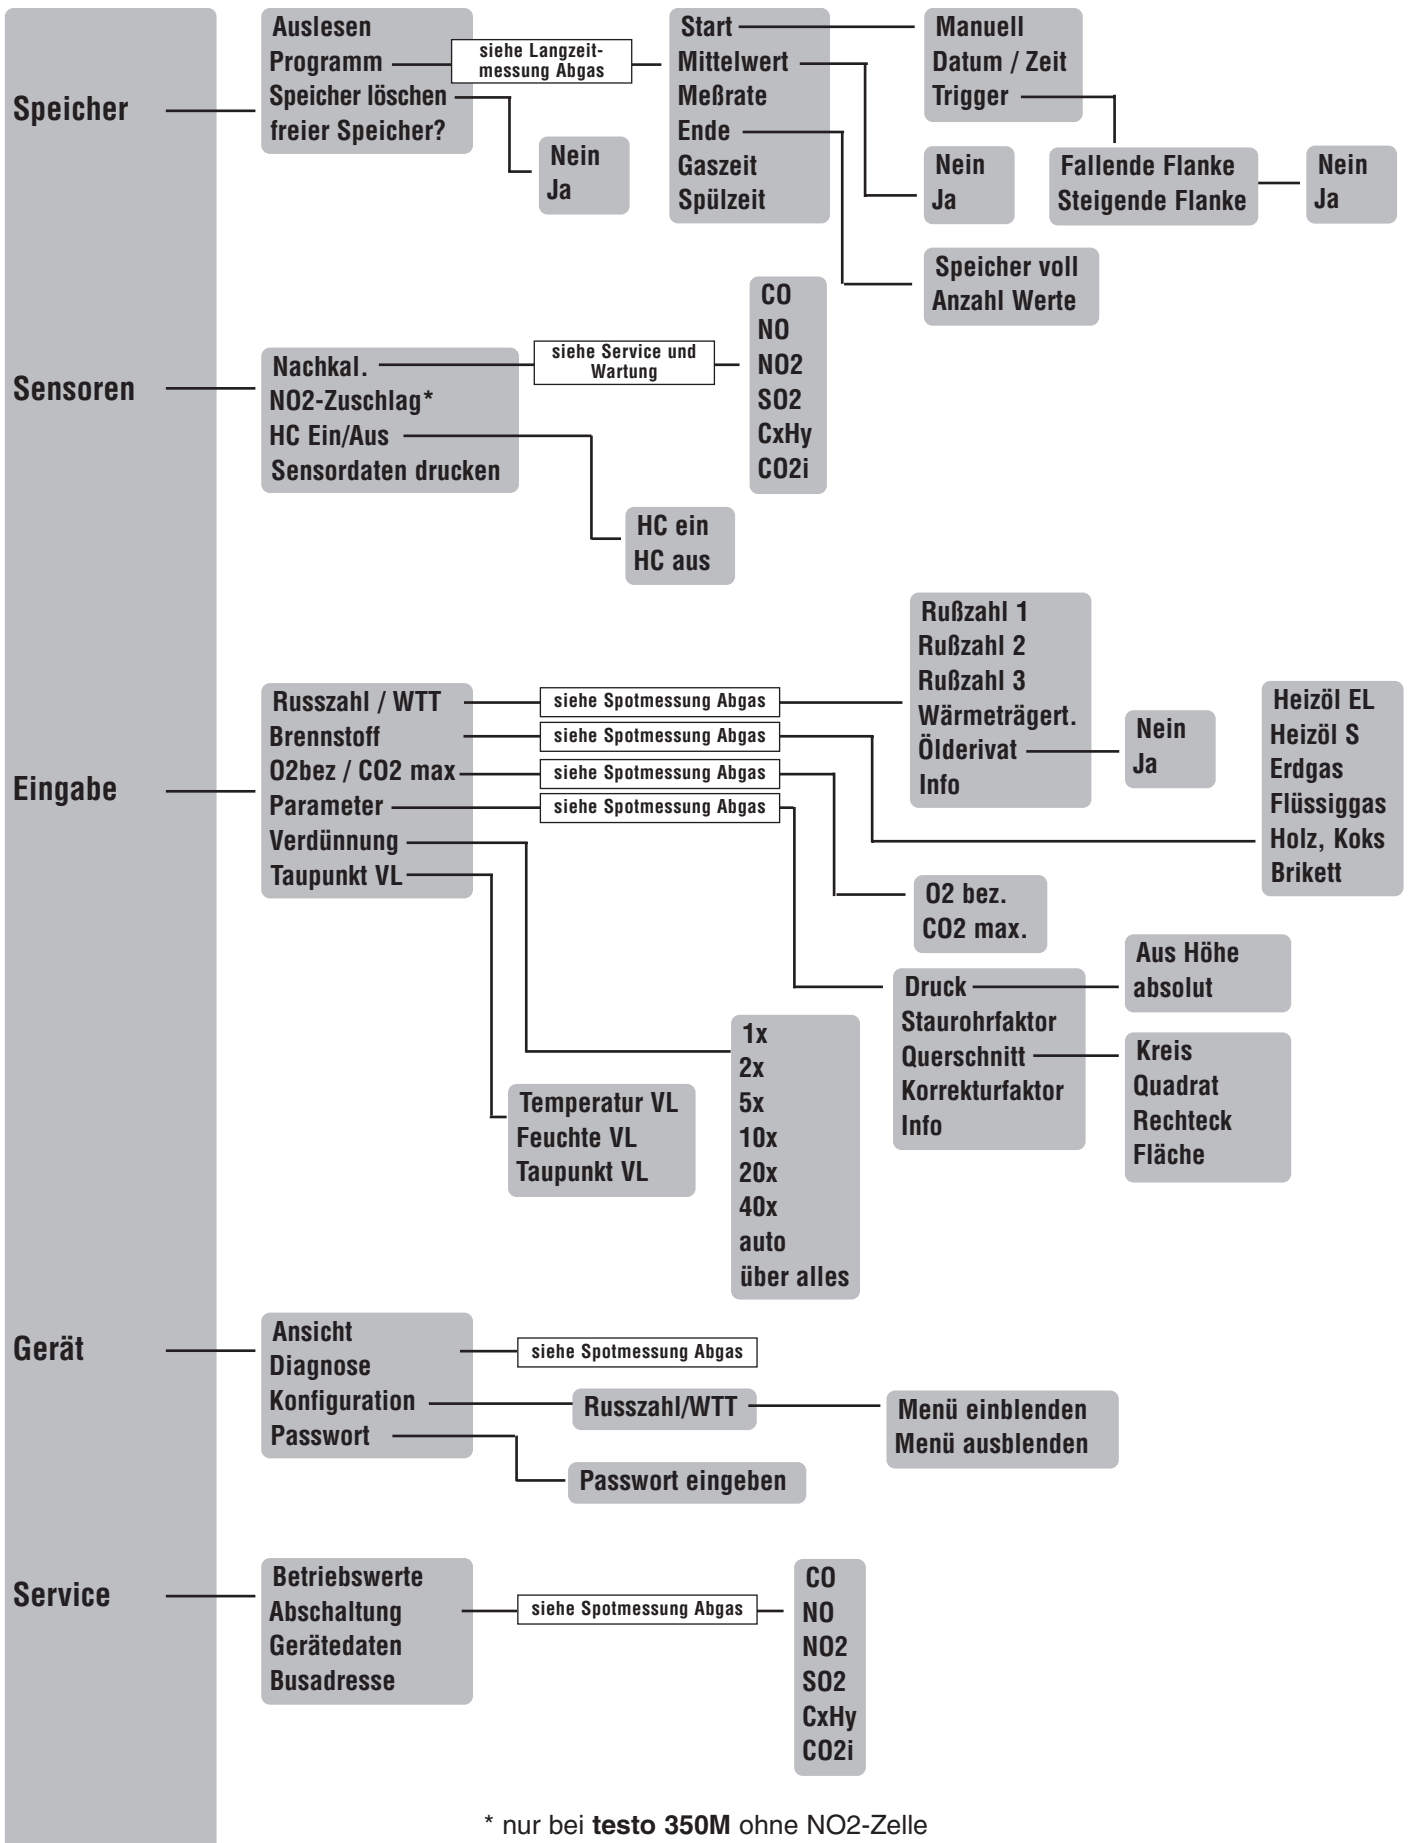 Speicher
Auslesen
Programm
Speicher löschen
freier Speicher?
siehe Langzeit-
messung Abgas
Nein
Ja
Start
Mittelwert
Meßrate
Ende
Gaszeit
Spülzeit
Manuell
Datum / Zeit
Trigger
Nein
Ja
Fallende Flanke
Steigende Flanke
Nein
Ja
Speicher voll
Anzahl Werte
Sensoren
Nachkal.
NO2-Zuschlag*
HC Ein/Aus
Sensordaten drucken
siehe Service und
Wartung
CO
NO
NO2
SO2
CxHy
CO2i
HC ein
HC aus
Eingabe
Russzahl / WTT
Brennstoff
O2bez / CO2 max
Parameter
Verdünnung
Taupunkt VL
siehe Spotmessung Abgas
siehe Spotmessung Abgas
siehe Spotmessung Abgas
siehe Spotmessung Abgas
Rußzahl 1
Rußzahl 2
Rußzahl 3
Wärmeträgert.
Ölderivat
Info
Nein
Ja
Heizöl EL
Heizöl S
Erdgas
Flüssiggas
Holz, Koks
Brikett
O2 bez.
CO2 max.
Druck
Staurohrfaktor
Querschnitt
Korrekturfaktor
Info
Aus Höhe
absolut
Kreis
Quadrat
Rechteck
Fläche
1x
2x
5x
10x
20x
40x
auto
über alles
Temperatur VL
Feuchte VL
Taupunkt VL
Gerät
Ansicht
Diagnose
Konfiguration
Passwort
siehe Spotmessung Abgas
Russzahl/WTT
Menü einblenden
Menü ausblenden
Passwort eingeben
Service
Betriebswerte
Abschaltung
Gerätedaten
Busadresse
siehe Spotmessung Abgas
CO
NO
NO2
SO2
CxHy
CO2i
* nur bei testo 350M ohne NO2-Zelle